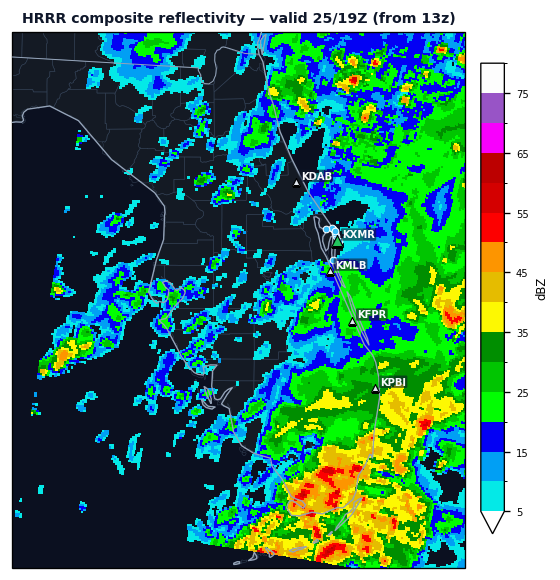 HRRR composite reflectivity — valid 25/19Z (from 13z)
KDAB
KXMR
KMLB
KFPR
KPBI
75
65
55
45
35
25
15
5
dBZ